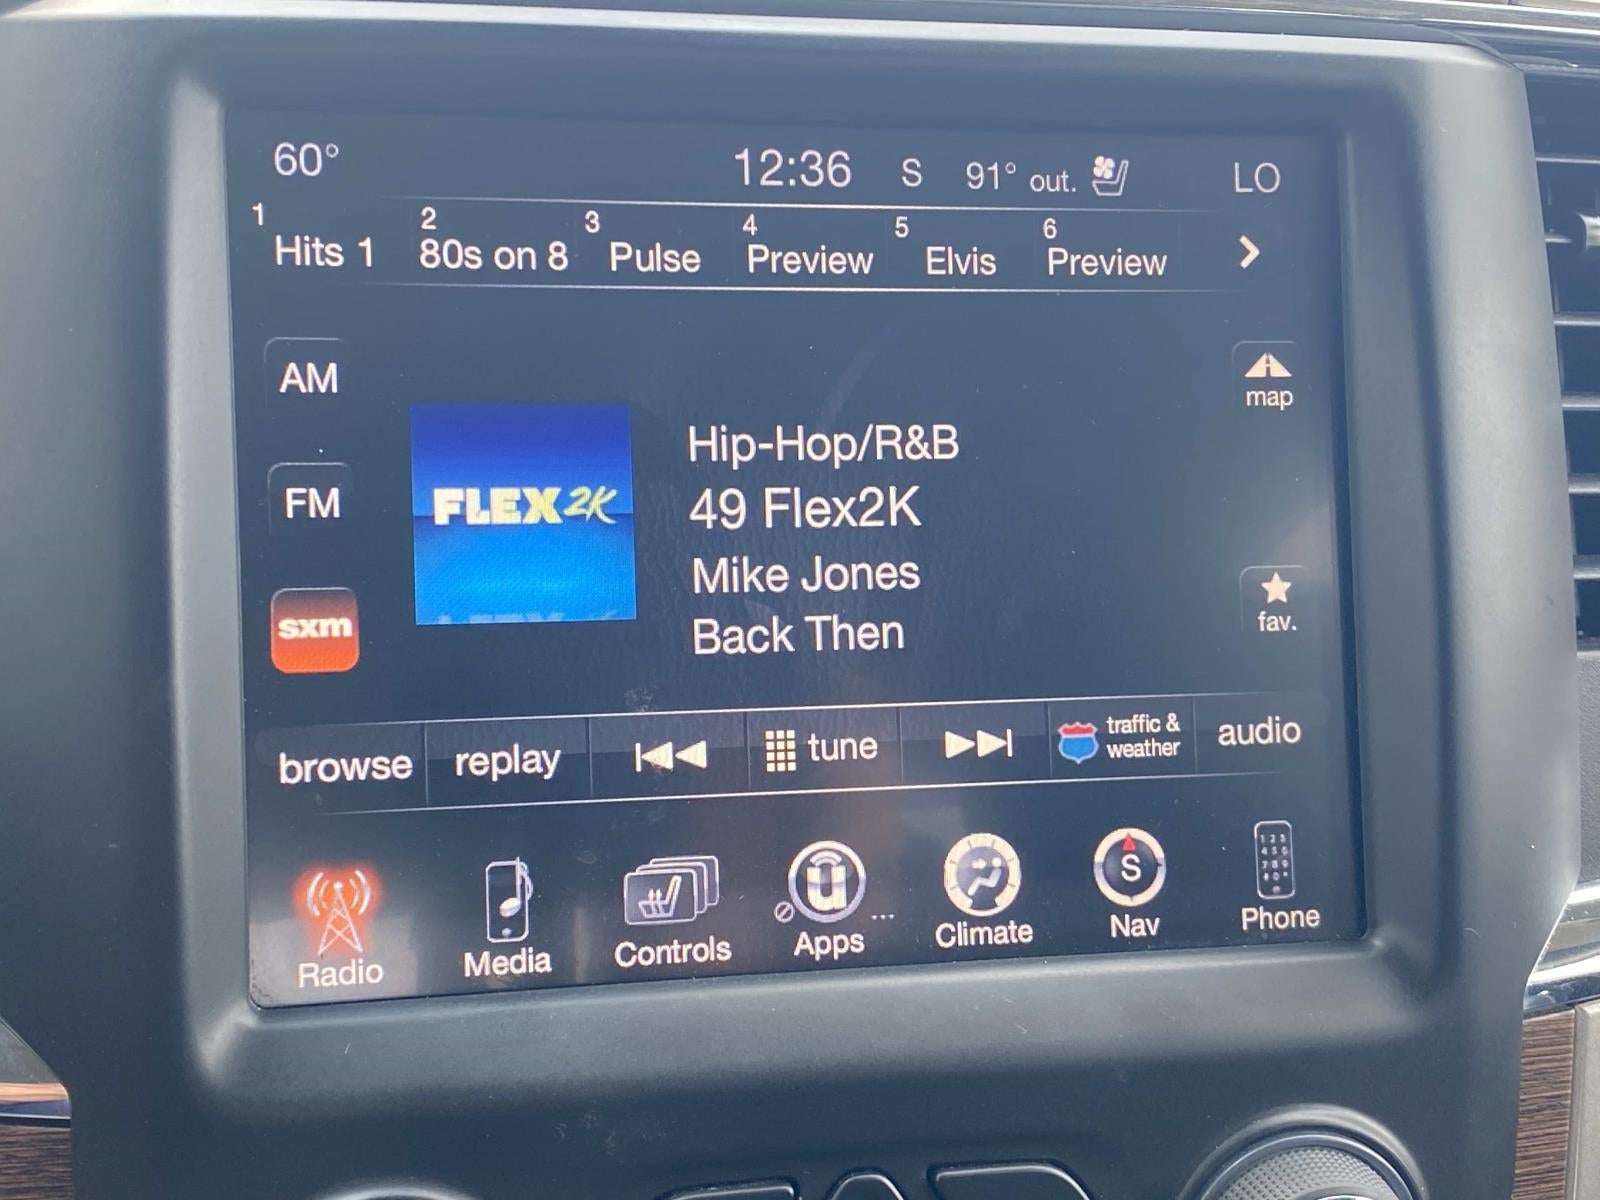 60° 12:36 S 91° out. LO
1 Hits 1 2 80s on 8 3 Pulse 4 Preview 5 Elvis 6 Preview
AM
map
FM
FLEX2K
Hip-Hop/R&B
49 Flex2K
Mike Jones
Back Then
sxm
fav.
browse replay tune traffic & weather audio
Radio Media Controls Apps ... Climate S Nav Phone